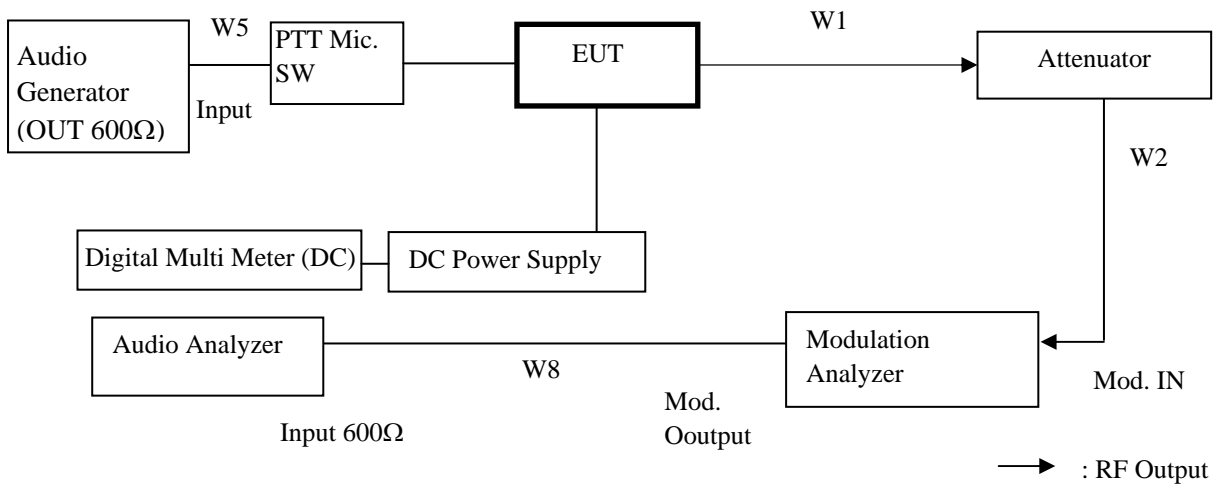 W5
W1
Audio
Generator
(OUT 600Ω)
Input
PTT Mic.
SW
EUT
Attenuator
W2
Digital Multi Meter (DC)
DC Power Supply
Audio Analyzer
W8
Modulation
Analyzer
Mod. IN
Input 600Ω
Mod.
Ooutput
: RF Output